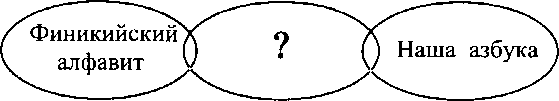 Финикийский
алфавит
?
Наша азбука